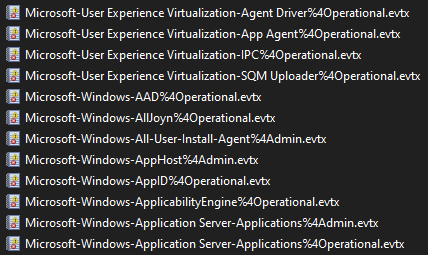 Microsoft-User Experience Virtualization-Agent Driver%4Operational.evtx
Microsoft-User Experience Virtualization-App Agent%4Operational.evtx
Microsoft-User Experience Virtualization-IPC%4Operational.evtx
Microsoft-User Experience Virtualization-SQM Uploader%4Operational.evtx
Microsoft-Windows-AAD%4Operational.evtx
Microsoft-Windows-AllJoyn%4Operational.evtx
Microsoft-Windows-All-User-Install-Agent%4Admin.evtx
Microsoft-Windows-AppHost%4Admin.evtx
Microsoft-Windows-AppID%4Operational.evtx
Microsoft-Windows-ApplicabilityEngine%4Operational.evtx
Microsoft-Windows-Application Server-Applications%4Admin.evtx
Microsoft-Windows-Application Server-Applications%4Operational.evtx